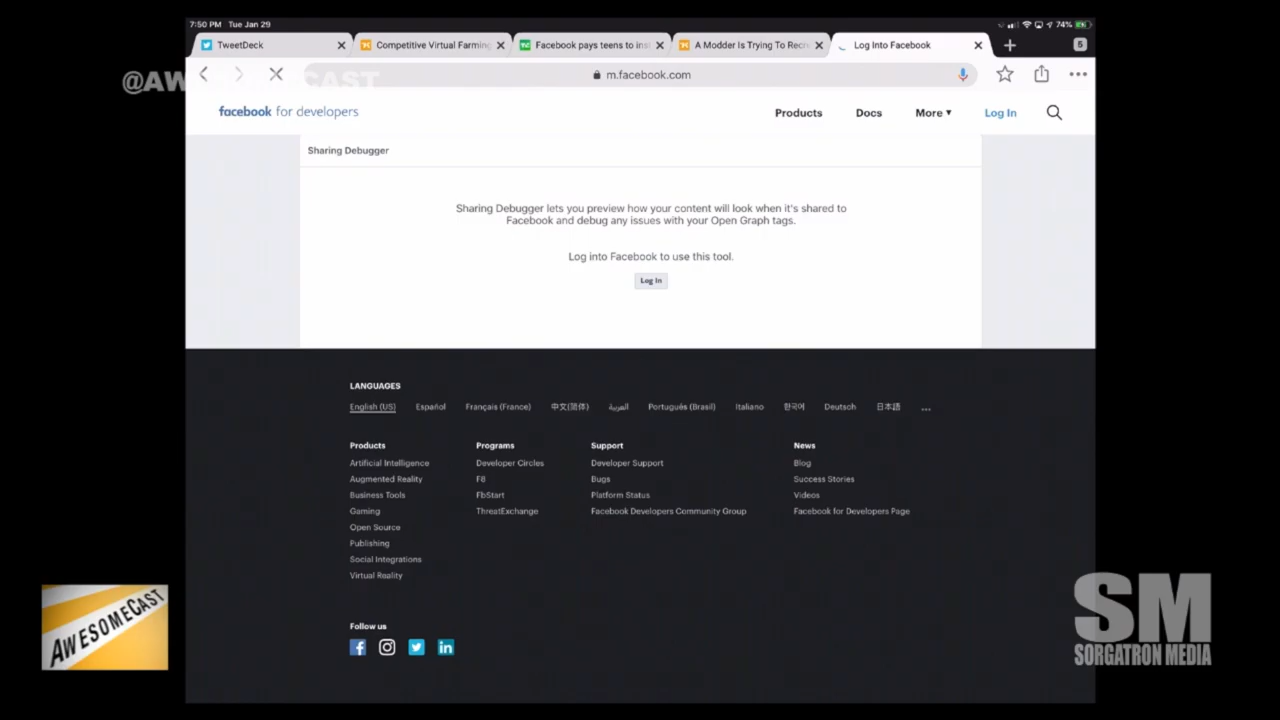 7:50 PM Tue Jan 29
74%
TweetDeck
Competitive Virtual Farming
Facebook pays teens to inst
A Modder Is Trying To Recr
Log Into Facebook
5
@AWESOMECAST
m.facebook.com
facebook for developers
Products
Docs
More ▾
Log In
Sharing Debugger
Sharing Debugger lets you preview how your content will look when it's shared to
Facebook and debug any issues with your Open Graph tags.
Log into Facebook to use this tool.
Log In
LANGUAGES
English (US)
Español
Français (France)
中文(简体)
العربية
Português (Brasil)
Italiano
한국어
Deutsch
日本語
...
Products
Artificial Intelligence
Augmented Reality
Business Tools
Gaming
Open Source
Publishing
Social Integrations
Virtual Reality
Programs
Developer Circles
F8
FbStart
ThreatExchange
Support
Developer Support
Bugs
Platform Status
Facebook Developers Community Group
News
Blog
Success Stories
Videos
Facebook for Developers Page
Follow us
AWESOMECAST
SM
SORGATRON MEDIA